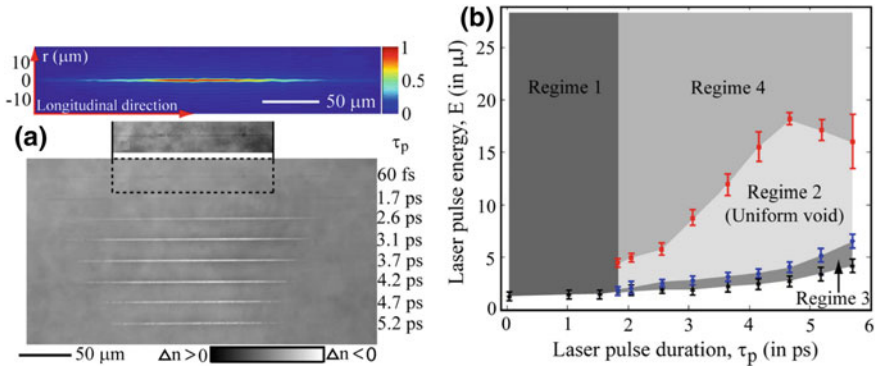 r (μm)
10
0
-10
Longitudinal direction
50 μm
1
0.5
0
(a)
τp
60 fs
1.7 ps
2.6 ps
3.1 ps
3.7 ps
4.2 ps
4.7 ps
5.2 ps
50 μm
Δn > 0
Δn < 0
(b)
Laser pulse energy, E (in μJ)
25
20
15
10
5
0
Regime 1
Regime 4
Regime 2
(Uniform void)
Regime 3
0 1 2 3 4 5 6
Laser pulse duration, τp (in ps)